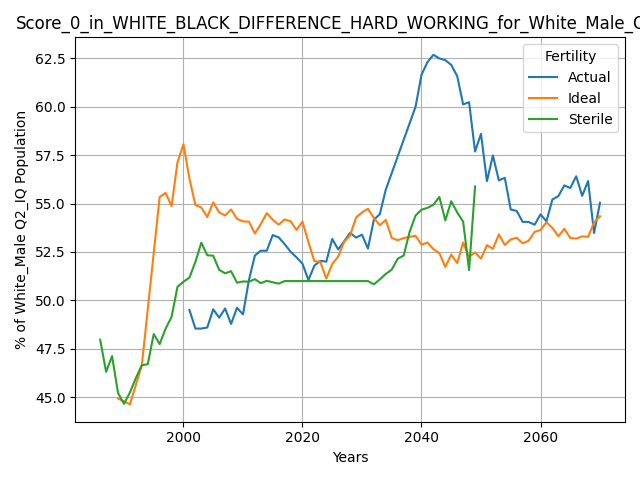 Score_0_in_WHITE_BLACK_DIFFERENCE_HARD_WORKING_for_White_Male_
Fertility
Actual
Ideal
Sterile
% of White_Male Q2_IQ Population
62.5
60.0
57.5
55.0
52.5
50.0
47.5
45.0
2000
2020
2040
2060
Years